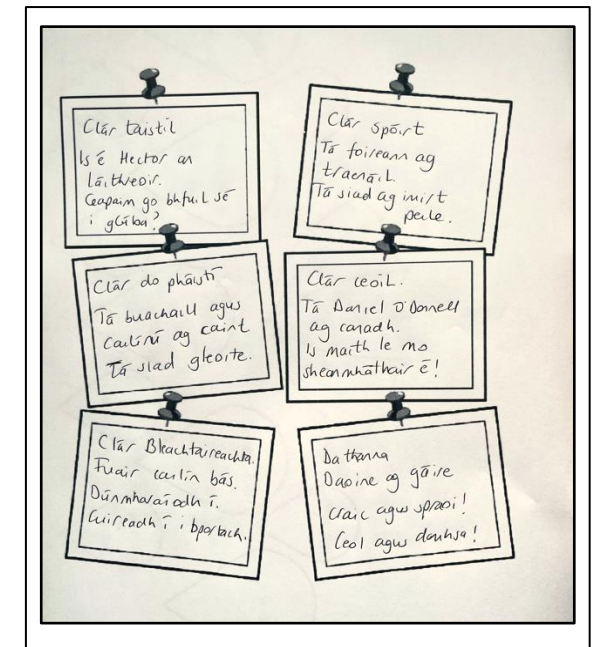 Clár taistil
Is é Hector an
láithreoir.
Ceapaim go bhfuil sé
i gCúba?
Clár spóirt
Tá foireann ag
traenáil.
Tá siad ag imirt
peile.
Clár do pháistí
Tá buachaill agus
cailíní ag caint
Tá siad gleoite.
Clár ceoil.
Tá Daniel O'Donnell
ag canadh.
Is maith le mo
sheanmháthair é!
Clár Bleachtaireachta.
Fuair cailín bás.
Dúnmharaíodh í.
Cuireadh í i bportach.
Dathanna
Daoine ag gáire
craic agus spraoi!
Ceol agus damhsa!